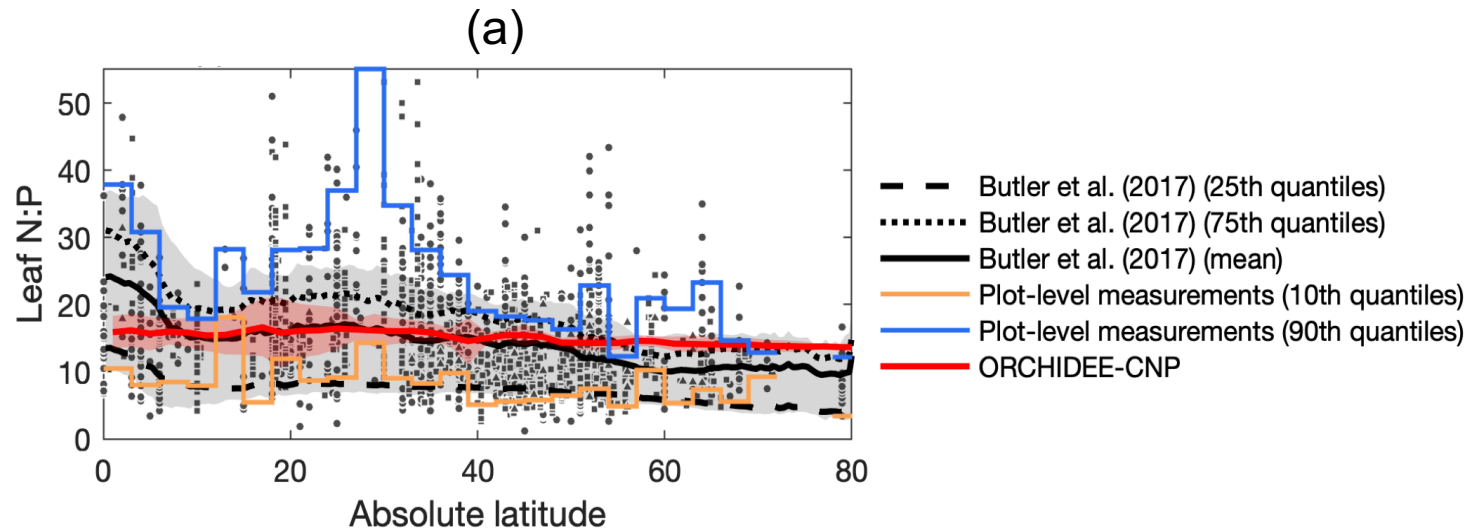 (a)
Leaf N:P
50
40
30
20
10
0
0 20 40 60 80
Absolute latitude
Butler et al. (2017) (25th quantiles)
Butler et al. (2017) (75th quantiles)
Butler et al. (2017) (mean)
Plot-level measurements (10th quantiles)
Plot-level measurements (90th quantiles)
ORCHIDEE-CNP